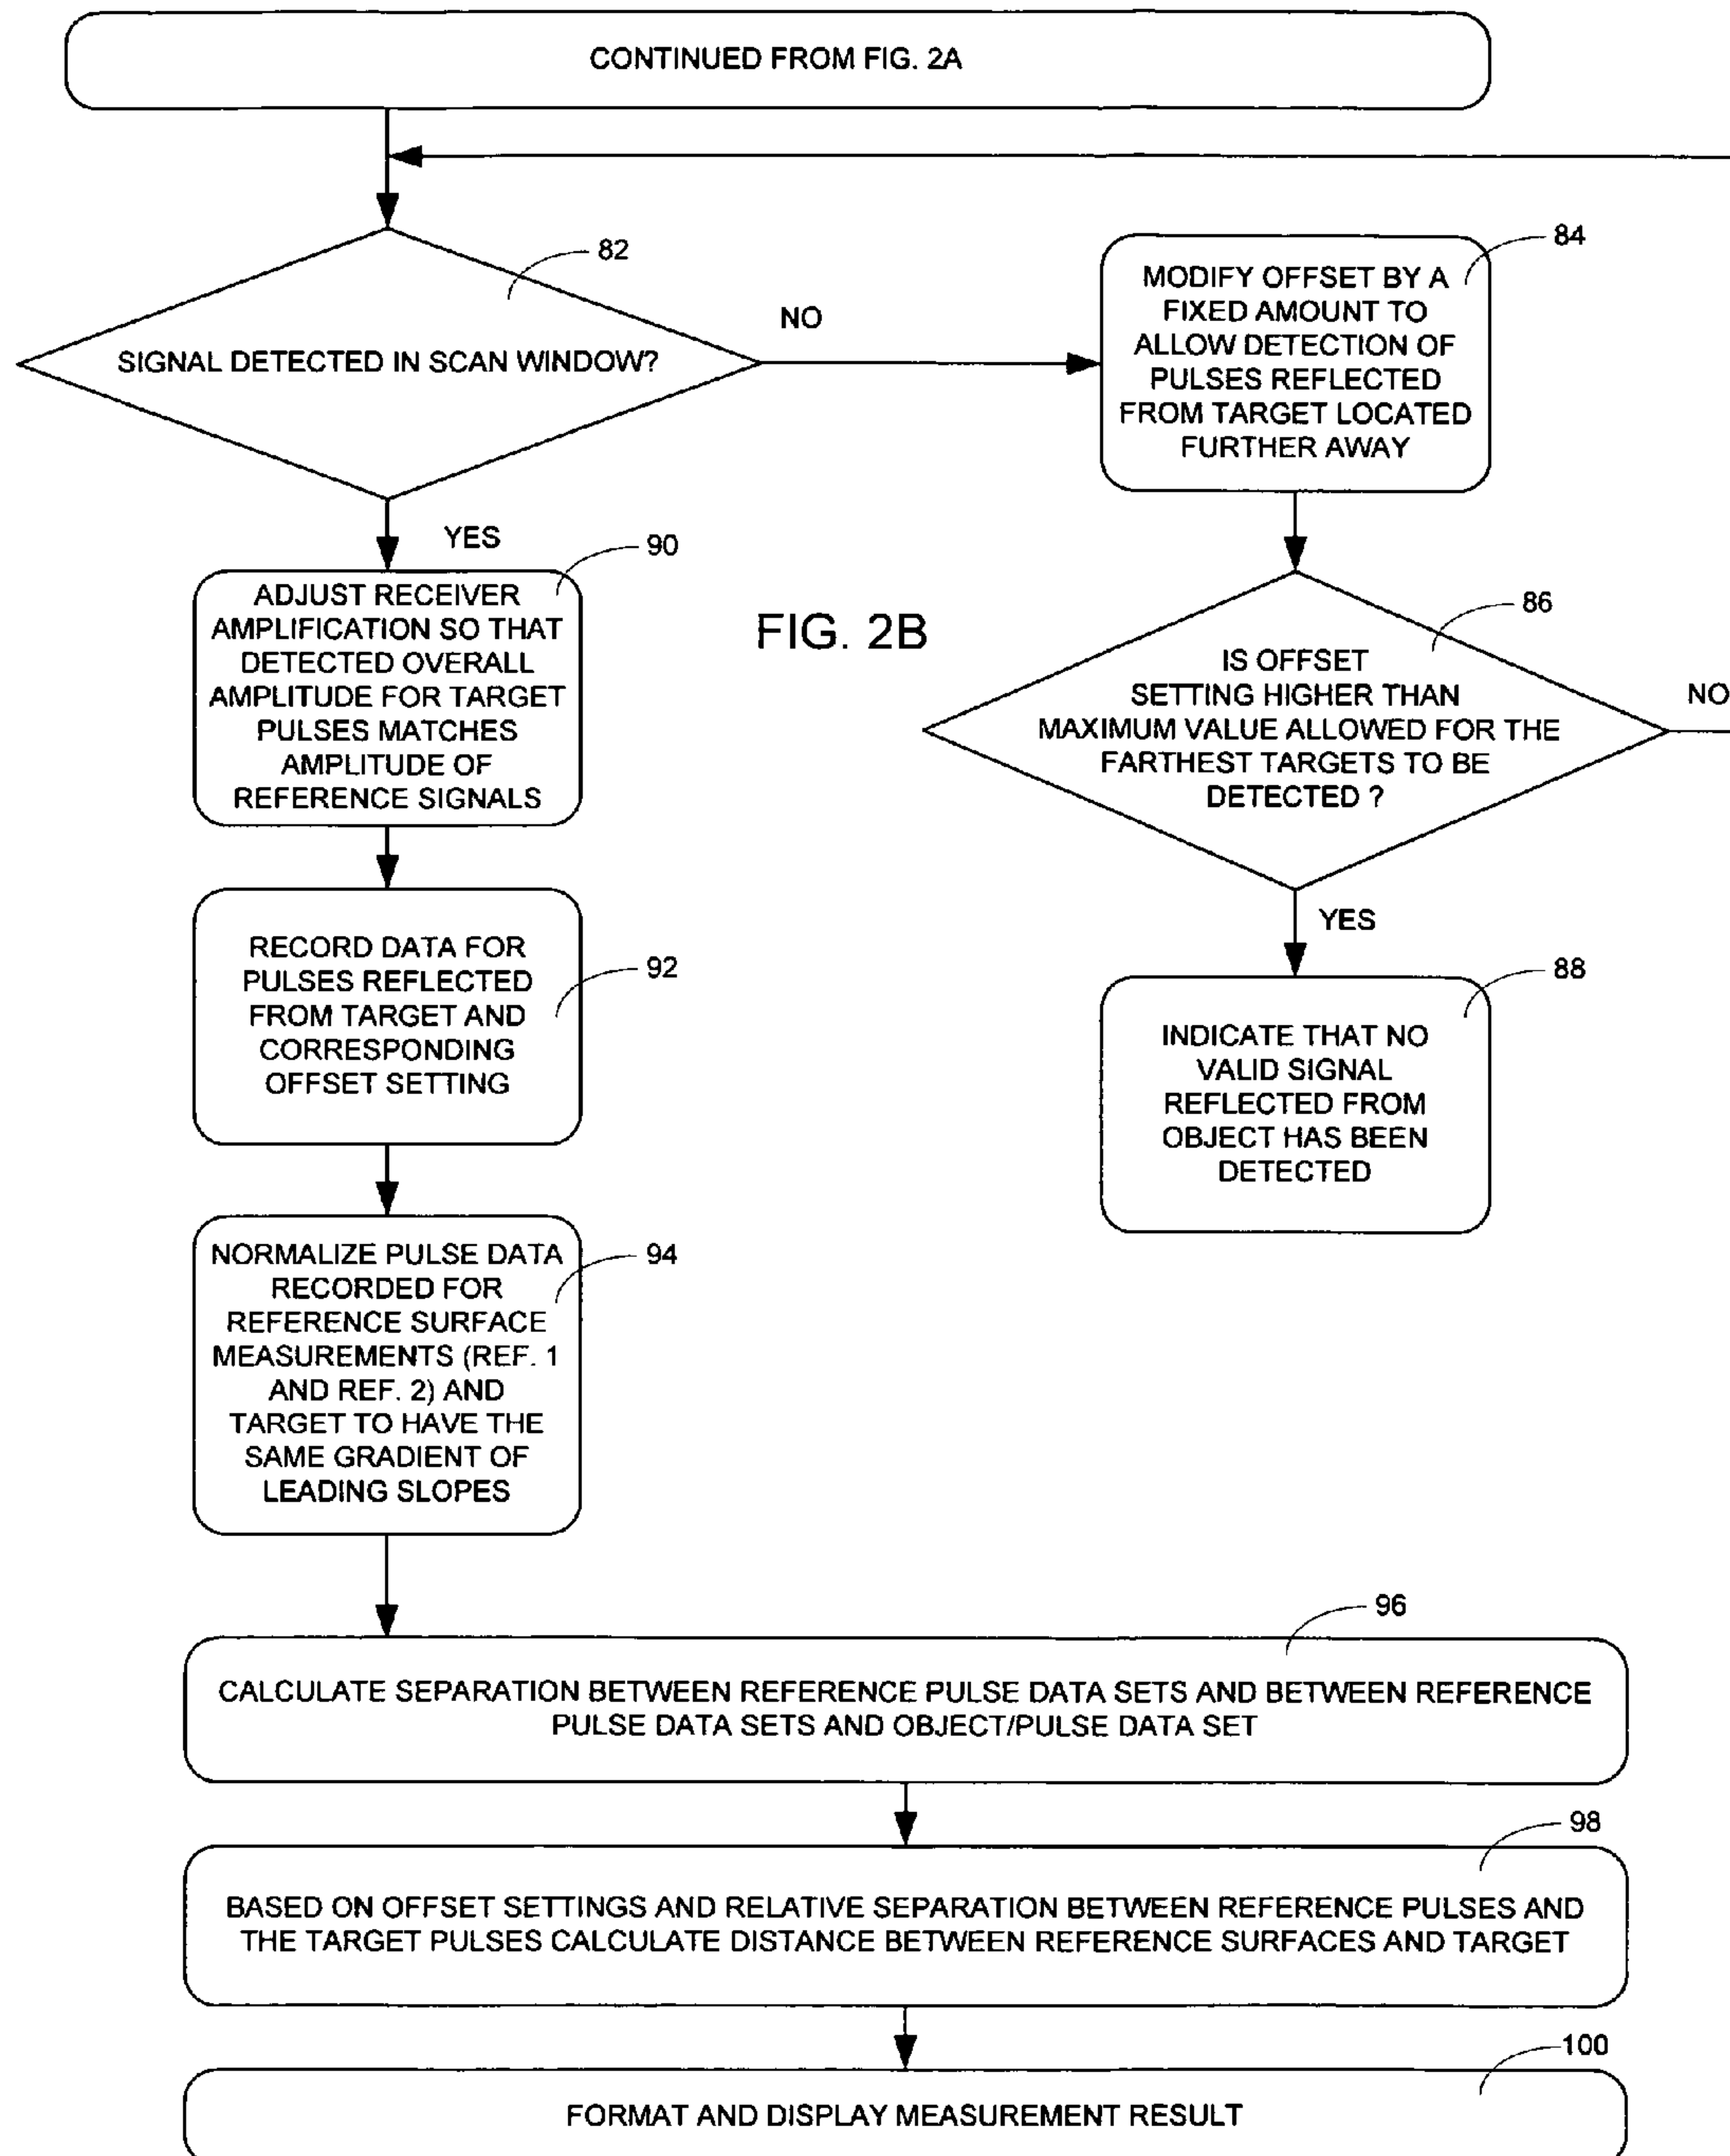 CONTINUED FROM FIG. 2A
82
SIGNAL DETECTED IN SCAN WINDOW?
NO
84
MODIFY OFFSET BY A
FIXED AMOUNT TO
ALLOW DETECTION OF
PULSES REFLECTED
FROM TARGET LOCATED
FURTHER AWAY
YES
90
ADJUST RECEIVER
AMPLIFICATION SO THAT
DETECTED OVERALL
AMPLITUDE FOR TARGET
PULSES MATCHES
AMPLITUDE OF
REFERENCE SIGNALS
FIG. 2B
86
IS OFFSET
SETTING HIGHER THAN
MAXIMUM VALUE ALLOWED FOR THE
FARTHEST TARGETS TO BE
DETECTED ?
NO
YES
92
RECORD DATA FOR
PULSES REFLECTED
FROM TARGET AND
CORRESPONDING
OFFSET SETTING
88
INDICATE THAT NO
VALID SIGNAL
REFLECTED FROM
OBJECT HAS BEEN
DETECTED
94
NORMALIZE PULSE DATA
RECORDED FOR
REFERENCE SURFACE
MEASUREMENTS (REF. 1
AND REF. 2) AND
TARGET TO HAVE THE
SAME GRADIENT OF
LEADING SLOPES
96
CALCULATE SEPARATION BETWEEN REFERENCE PULSE DATA SETS AND BETWEEN REFERENCE
PULSE DATA SETS AND OBJECT/PULSE DATA SET
98
BASED ON OFFSET SETTINGS AND RELATIVE SEPARATION BETWEEN REFERENCE PULSES AND
THE TARGET PULSES CALCULATE DISTANCE BETWEEN REFERENCE SURFACES AND TARGET
100
FORMAT AND DISPLAY MEASUREMENT RESULT